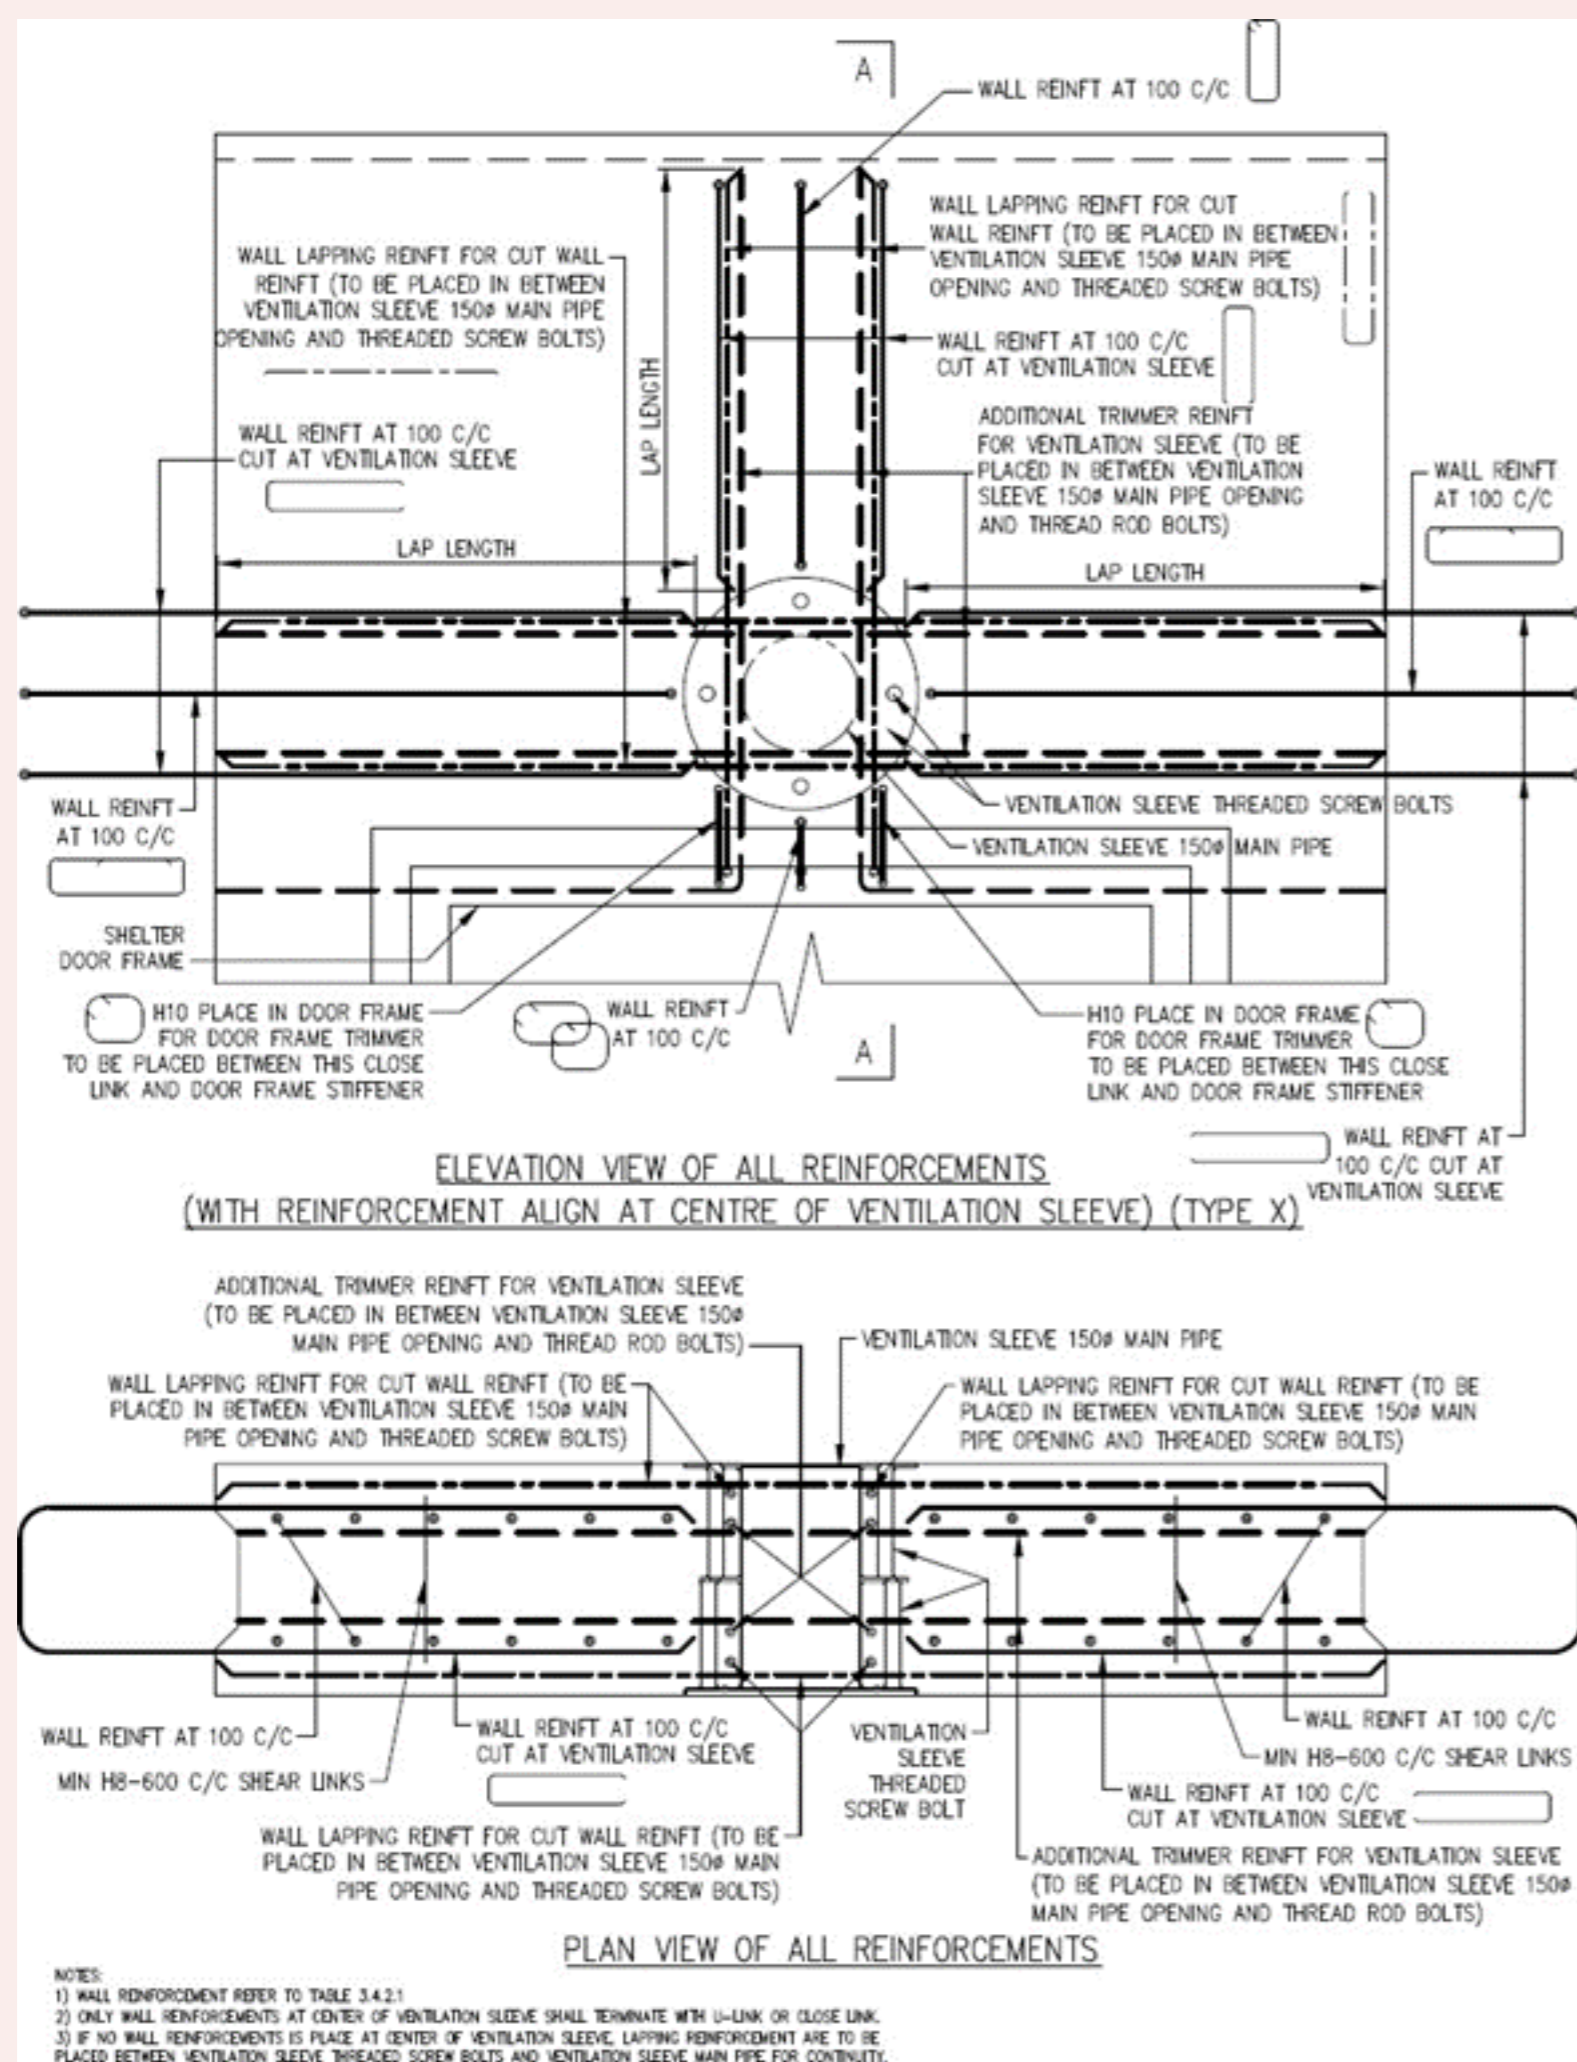 A
WALL REINFT AT 100 C/C
WALL LAPPING REINFT FOR CUT WALL
REINFT (TO BE PLACED IN BETWEEN
VENTILATION SLEEVE 150ø MAIN PIPE
OPENING AND THREADED SCREW BOLTS)
WALL LAPPING REINFT FOR CUT
WALL REINFT (TO BE PLACED IN BETWEEN
VENTILATION SLEEVE 150ø MAIN PIPE
OPENING AND THREADED SCREW BOLTS)
WALL REINFT AT 100 C/C
CUT AT VENTILATION SLEEVE
LAP LENGTH
WALL REINFT AT 100 C/C
CUT AT VENTILATION SLEEVE
ADDITIONAL TRIMMER REINFT
FOR VENTILATION SLEEVE (TO BE
PLACED IN BETWEEN VENTILATION
SLEEVE 150ø MAIN PIPE OPENING
AND THREAD ROD BOLTS)
WALL REINFT
AT 100 C/C
LAP LENGTH
LAP LENGTH
WALL REINFT
AT 100 C/C
VENTILATION SLEEVE THREADED SCREW BOLTS
VENTILATION SLEEVE 150ø MAIN PIPE
SHELTER
DOOR FRAME
H10 PLACE IN DOOR FRAME
FOR DOOR FRAME TRIMMER
TO BE PLACED BETWEEN THIS CLOSE
LINK AND DOOR FRAME STIFFENER
WALL REINFT
AT 100 C/C
A
H10 PLACE IN DOOR FRAME
FOR DOOR FRAME TRIMMER
TO BE PLACED BETWEEN THIS CLOSE
LINK AND DOOR FRAME STIFFENER
WALL REINFT AT
100 C/C CUT AT
VENTILATION SLEEVE
ELEVATION VIEW OF ALL REINFORCEMENTS
(WITH REINFORCEMENT ALIGN AT CENTRE OF VENTILATION SLEEVE) (TYPE X)
ADDITIONAL TRIMMER REINFT FOR VENTILATION SLEEVE
(TO BE PLACED IN BETWEEN VENTILATION SLEEVE 150ø
MAIN PIPE OPENING AND THREAD ROD BOLTS)
VENTILATION SLEEVE 150ø MAIN PIPE
WALL LAPPING REINFT FOR CUT WALL REINFT (TO BE
PLACED IN BETWEEN VENTILATION SLEEVE 150ø MAIN
PIPE OPENING AND THREADED SCREW BOLTS)
WALL LAPPING REINFT FOR CUT WALL REINFT (TO BE
PLACED IN BETWEEN VENTILATION SLEEVE 150ø MAIN
PIPE OPENING AND THREADED SCREW BOLTS)
WALL REINFT AT 100 C/C
MIN H8-600 C/C SHEAR LINKS
WALL REINFT AT 100 C/C
CUT AT VENTILATION SLEEVE
WALL LAPPING REINFT FOR CUT WALL REINFT (TO BE
PLACED IN BETWEEN VENTILATION SLEEVE 150ø MAIN
PIPE OPENING AND THREADED SCREW BOLTS)
VENTILATION
SLEEVE
THREADED
SCREW BOLT
WALL REINFT AT 100 C/C
MIN H8-600 C/C SHEAR LINKS
WALL REINFT AT 100 C/C
CUT AT VENTILATION SLEEVE
ADDITIONAL TRIMMER REINFT FOR VENTILATION SLEEVE
(TO BE PLACED IN BETWEEN VENTILATION SLEEVE 150ø
MAIN PIPE OPENING AND THREAD ROD BOLTS)
PLAN VIEW OF ALL REINFORCEMENTS
NOTES:
1) WALL REINFORCEMENT REFER TO TABLE 3.4.2.1
2) ONLY WALL REINFORCEMENTS AT CENTER OF VENTILATION SLEEVE SHALL TERMINATE WITH U-LINK OR CLOSE LINK.
3) IF NO WALL REINFORCEMENTS IS PLACE AT CENTER OF VENTILATION SLEEVE, LAPPING REINFORCEMENT ARE TO BE
PLACED BETWEEN VENTILATION SLEEVE THREADED SCREW BOLTS AND VENTILATION SLEEVE MAIN PIPE FOR CONTINUITY.